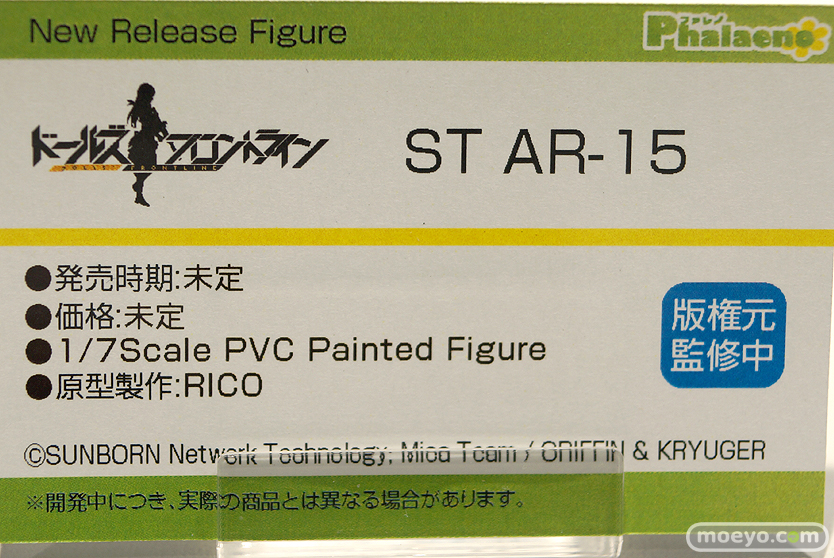 New Release Figure
ファレノ
Phalaeno
ドールズフロントライン
DOLLS FRONTLINE
ST AR-15
●発売時期:未定
●価格:未定
●1/7Scale PVC Painted Figure
●原型製作:RICO
版権元
監修中
©SUNBORN Network Technology, Mica Team / GRIFFIN & KRYUGER
※開発中につき、実際の商品とは異なる場合があります。
moeyo.com